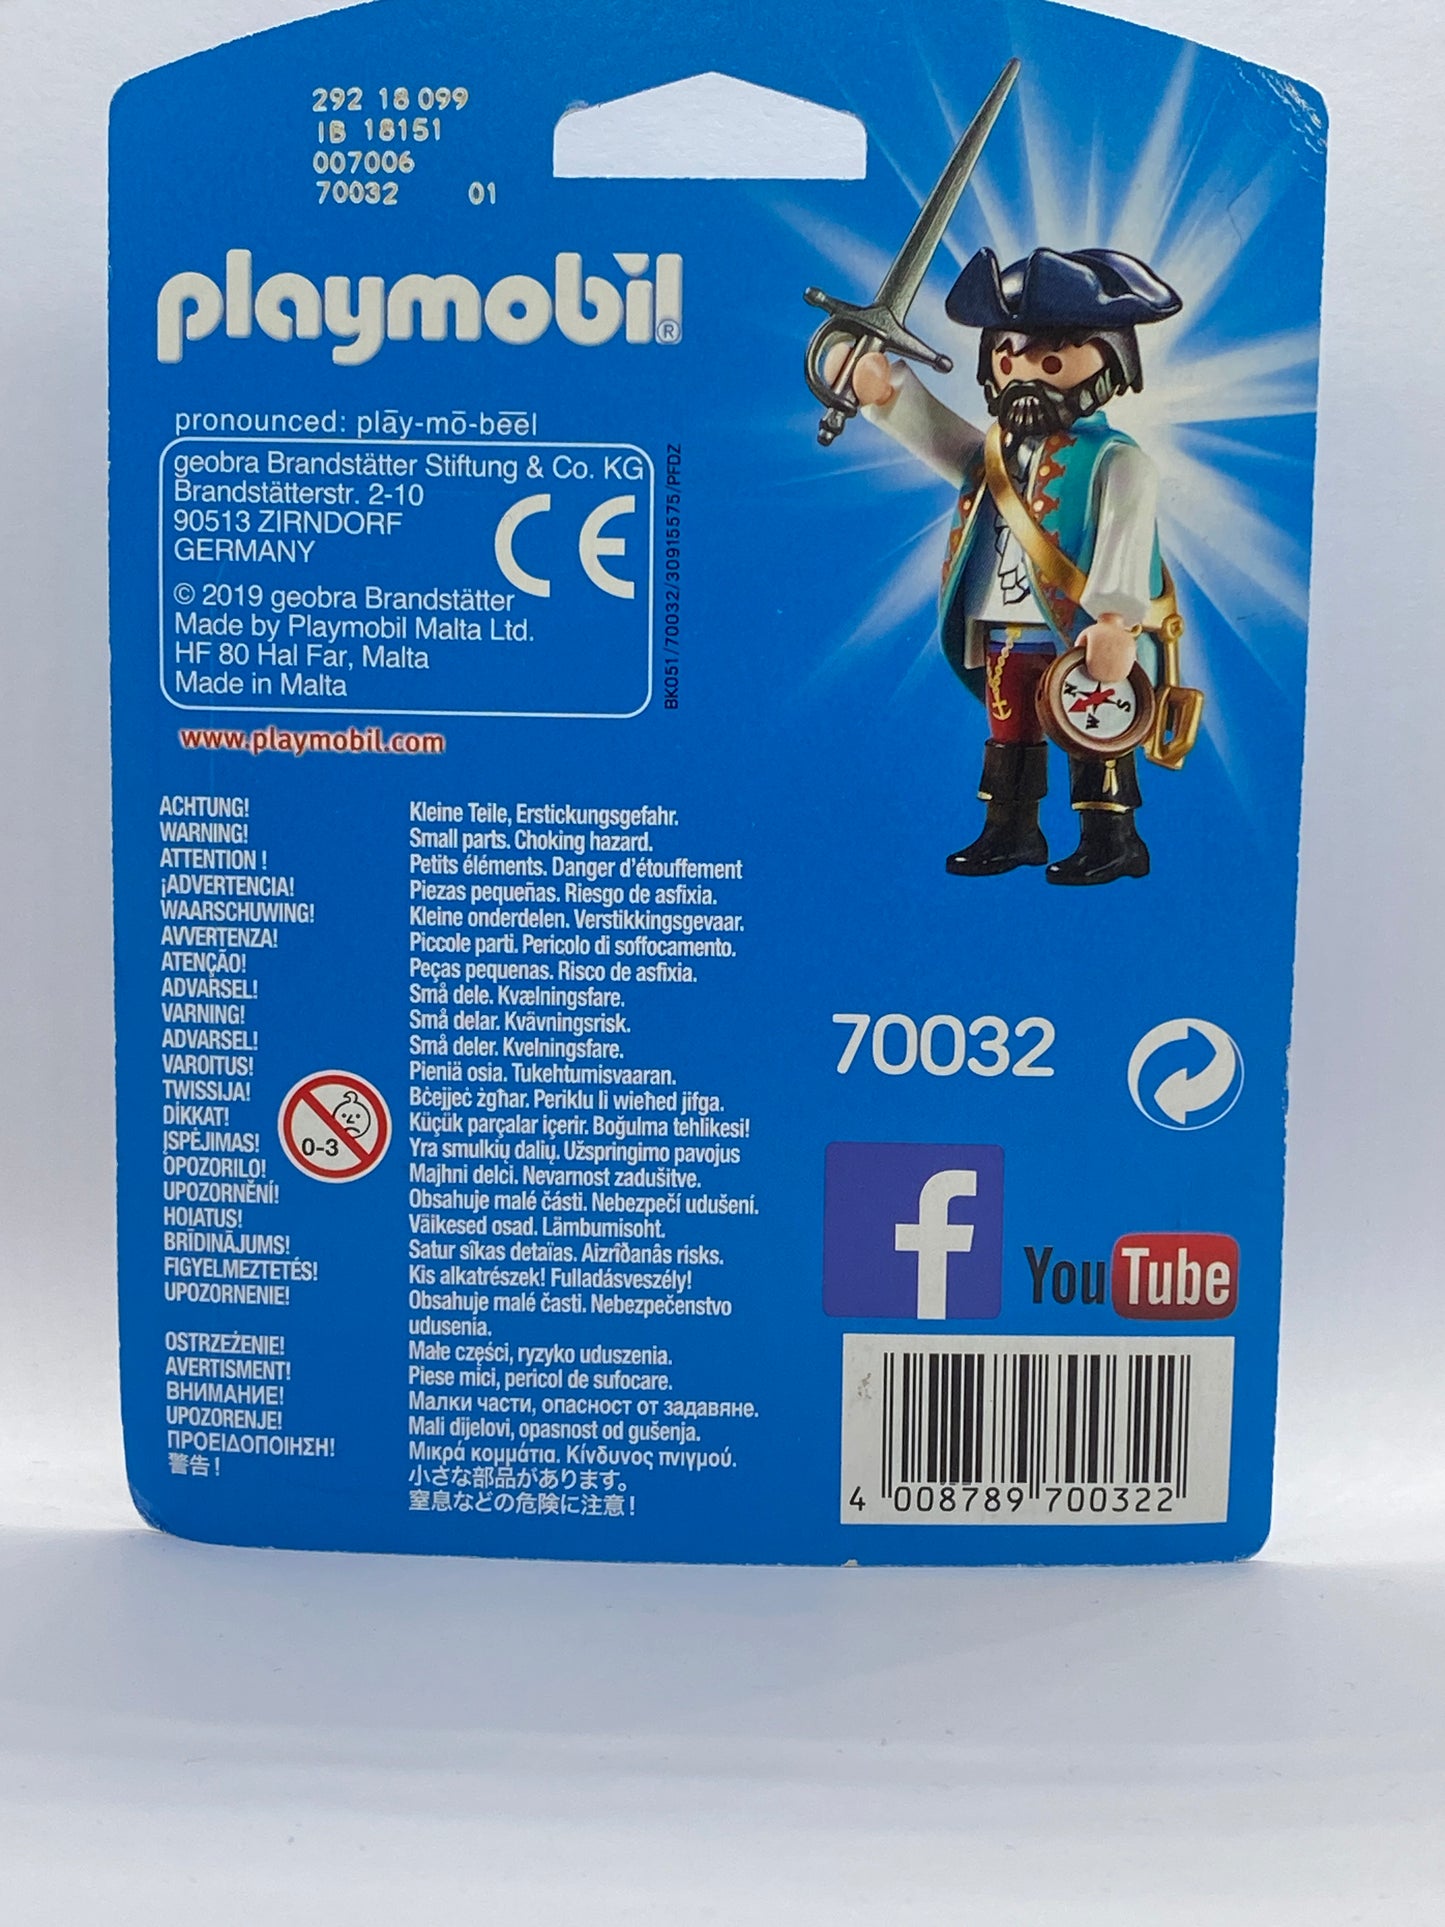 292 18 099
IB 18151
007006
70032 01
playmobil®
pronounced: plāy-mō-bēēl
geobra Brandstätter Stiftung & Co. KG
Brandstätterstr. 2-10
90513 ZIRNDORF
GERMANY
CE
© 2019 geobra Brandstätter
Made by Playmobil Malta Ltd.
HF 80 Hal Far, Malta
Made in Malta
BK051/70032/30915575/PFDZ
www.playmobil.com
ACHTUNG! Kleine Teile, Erstickungsgefahr.
WARNING! Small parts. Choking hazard.
ATTENTION ! Petits éléments. Danger d'étouffement
¡ADVERTENCIA! Piezas pequeñas. Riesgo de asfixia.
WAARSCHUWING! Kleine onderdelen. Verstikkingsgevaar.
AVVERTENZA! Piccole parti. Pericolo di soffocamento.
ATENÇÃO! Peças pequenas. Risco de asfixia.
ADVARSEL! Små dele. Kvælningsfare.
VARNING! Små delar. Kvävningsrisk.
ADVARSEL! Små deler. Kvelningsfare.
VAROITUS! Pieniä osia. Tukehtumisvaaran.
TWISSIJA! Bċejjeċ żgħar. Periklu li wieħed jifga.
DİKKAT! Küçük parçalar içerir. Boğulma tehlikesi!
ĮSPĖJIMAS! Yra smulkių dalių. Užspringimo pavojus
OPOZORILO! Majhni delci. Nevarnost zadušitve.
UPOZORNĚNÍ! Obsahuje malé části. Nebezpečí udušení.
HOIATUS! Väikesed osad. Lämbumisoht.
BRĪDINĀJUMS! Satur sîkas detaïas. Aizrîðanâs risks.
FIGYELMEZTETÉS! Kis alkatrészek! Fulladásveszély!
UPOZORNENIE! Obsahuje malé časti. Nebezpečenstvo
udusenia.
OSTRZEŻENIE! Małe części, ryzyko uduszenia.
AVERTISMENT! Piese mici, pericol de sufocare.
ВНИМАНИЕ! Малки части, опасност от задавяне.
UPOZORENJE! Mali dijelovi, opasnost od gušenja.
ΠΡΟΕΙΔΟΠΟΙΗΣΗ! Μικρά κομμάτια. Κίνδυνος πνιγμού.
警告! 小さな部品があります。
窒息などの危険に注意!
0-3
N
S
W
70032
f
YouTube
4 008789 700322